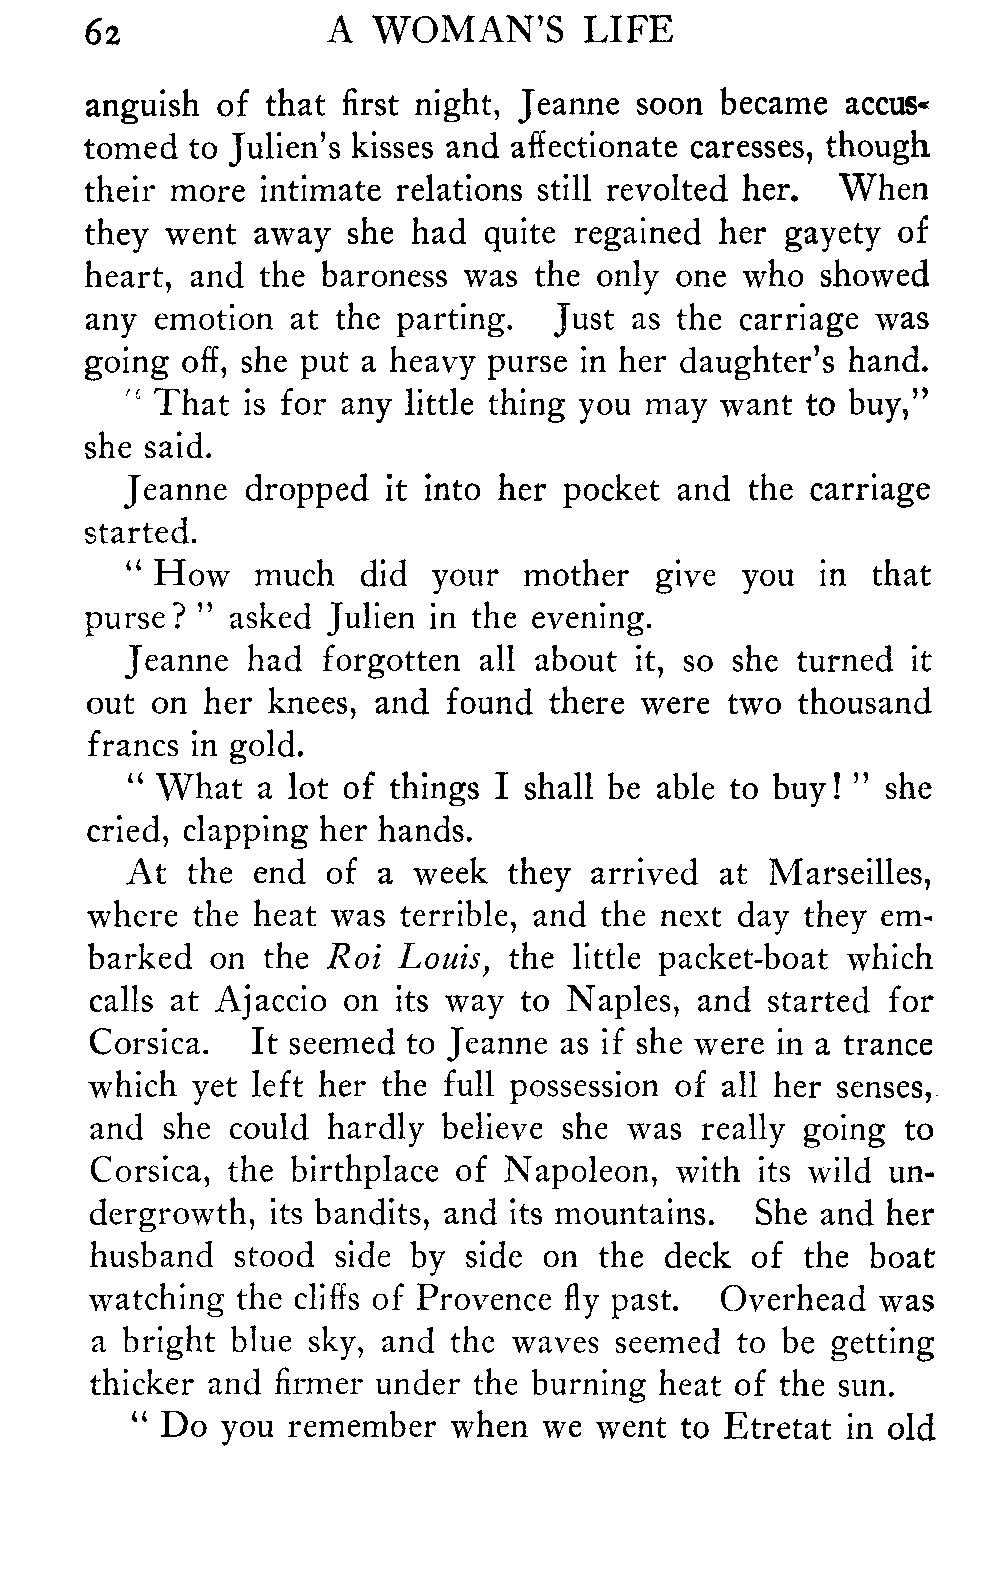 62 A WOMAN'S LIFE
anguish of that first night, Jeanne soon became accus-
tomed to Julien's kisses and affectionate caresses, though
their more intimate relations still revolted her. When
they went away she had quite regained her gayety of
heart, and the baroness was the only one who showed
any emotion at the parting. Just as the carriage was
going off, she put a heavy purse in her daughter's hand.
"That is for any little thing you may want to buy,"
she said.
Jeanne dropped it into her pocket and the carriage
started.
"How much did your mother give you in that
purse?" asked Julien in the evening.
Jeanne had forgotten all about it, so she turned it
out on her knees, and found there were two thousand
francs in gold.
"What a lot of things I shall be able to buy!" she
cried, clapping her hands.
At the end of a week they arrived at Marseilles,
where the heat was terrible, and the next day they em-
barked on the Roi Louis, the little packet-boat which
calls at Ajaccio on its way to Naples, and started for
Corsica. It seemed to Jeanne as if she were in a trance
which yet left her the full possession of all her senses,
and she could hardly believe she was really going to
Corsica, the birthplace of Napoleon, with its wild un-
dergrowth, its bandits, and its mountains. She and her
husband stood side by side on the deck of the boat
watching the cliffs of Provence fly past. Overhead was
a bright blue sky, and the waves seemed to be getting
thicker and firmer under the burning heat of the sun.
"Do you remember when we went to Etretat in old